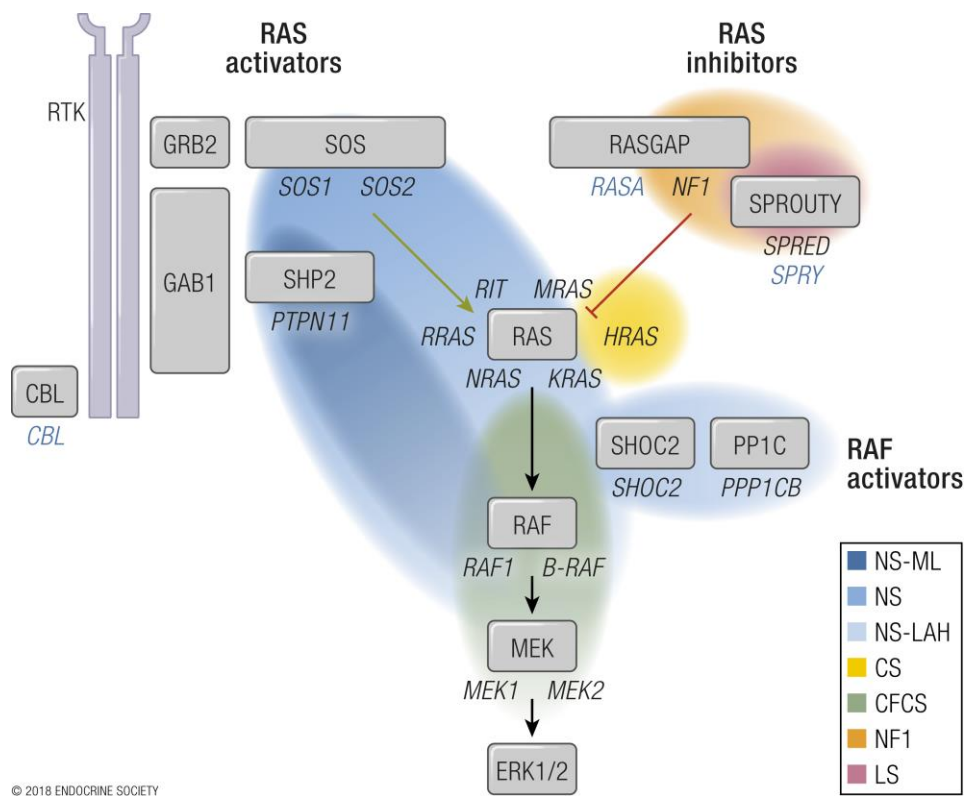 RAS
activators
RAS
inhibitors
RTK
GRB2
SOS
SOS1 SOS2
RASGAP
RASA NF1
SPROUTY
SPRED
SPRY
GAB1
SHP2
PTPN11
RIT MRAS
RRAS RAS HRAS
NRAS KRAS
CBL
CBL
SHOC2 PP1C
SHOC2 PPP1CB
RAF
activators
RAF
RAF1 B-RAF
MEK
MEK1 MEK2
ERK1/2
NS-ML
NS
NS-LAH
CS
CFCS
NF1
LS
© 2018 ENDOCRINE SOCIETY